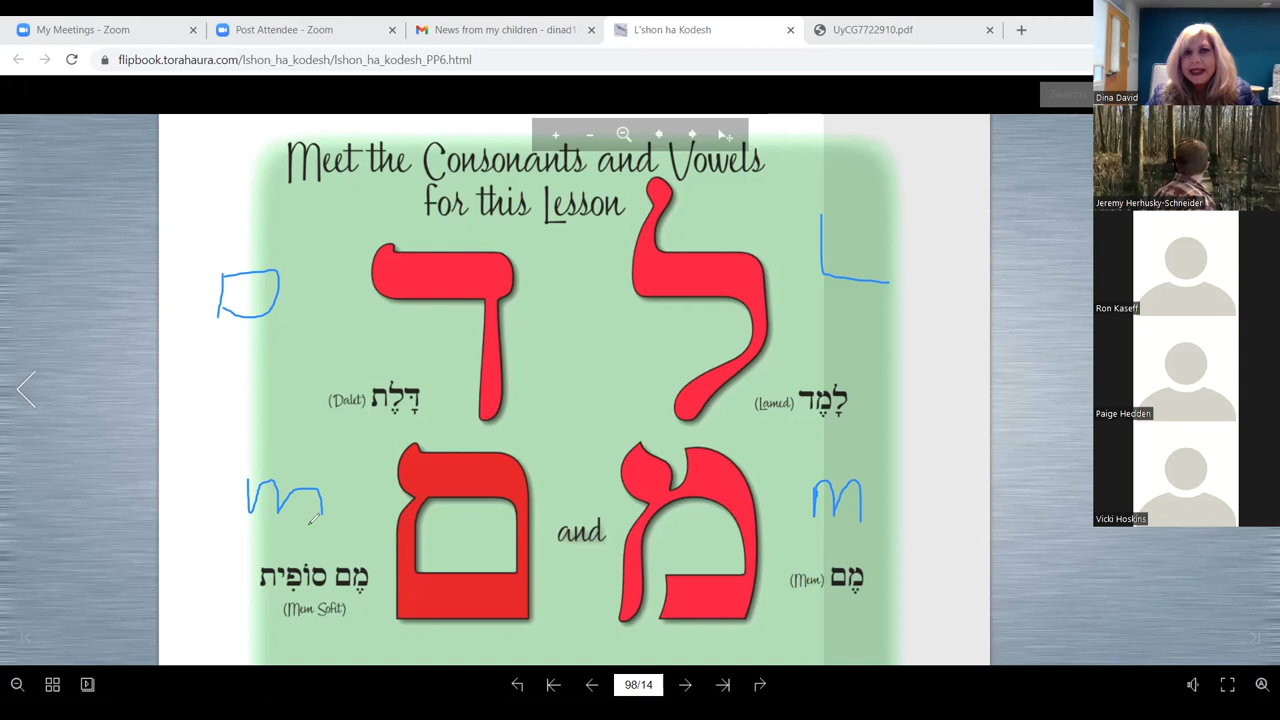 My Meetings - Zoom
Post Attendee - Zoom
News from my children - dinad1
L'shon ha Kodesh
UyCG7722910.pdf
flipbook.torahaura.com/lshon_ha_kodesh/lshon_ha_kodesh_PP6.html
Search
Dina David
Jeremy Herhusky-Schneider
Ron Kaseff
Paige Hedden
Vicki Hoskins
Meet the Consonants and Vowels
for this Lesson
ל ד
L
D
לָמֶד (Lamed)
דָּלֶת (Dalet)
מ and ם
m
m
מֶם (Mem)
מֶם סוֹפִית
(Mem Sofit)
98/14